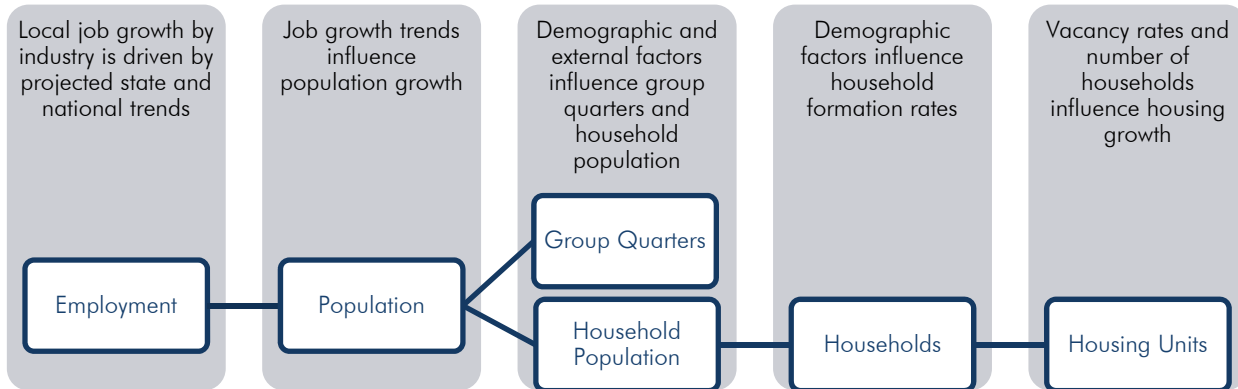 Local job growth by
industry is driven by
projected state and
national trends
Job growth trends
influence
population growth
Demographic and
external factors
influence group
quarters and
household
population
Demographic
factors influence
household
formation rates
Vacancy rates and
number of
households
influence housing
growth
Employment
Population
Group Quarters
Household
Population
Households
Housing Units